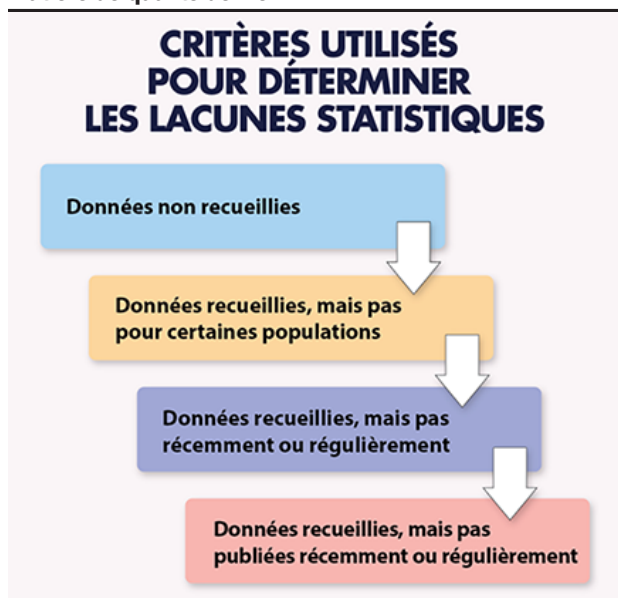 CRITÈRES UTILISÉS
POUR DÉTERMINER
LES LACUNES STATISTIQUES
Données non recueillies
Données recueillies, mais pas
pour certaines populations
Données recueillies, mais pas
récemment ou régulièrement
Données recueillies, mais pas
publiées récemment ou régulièrement